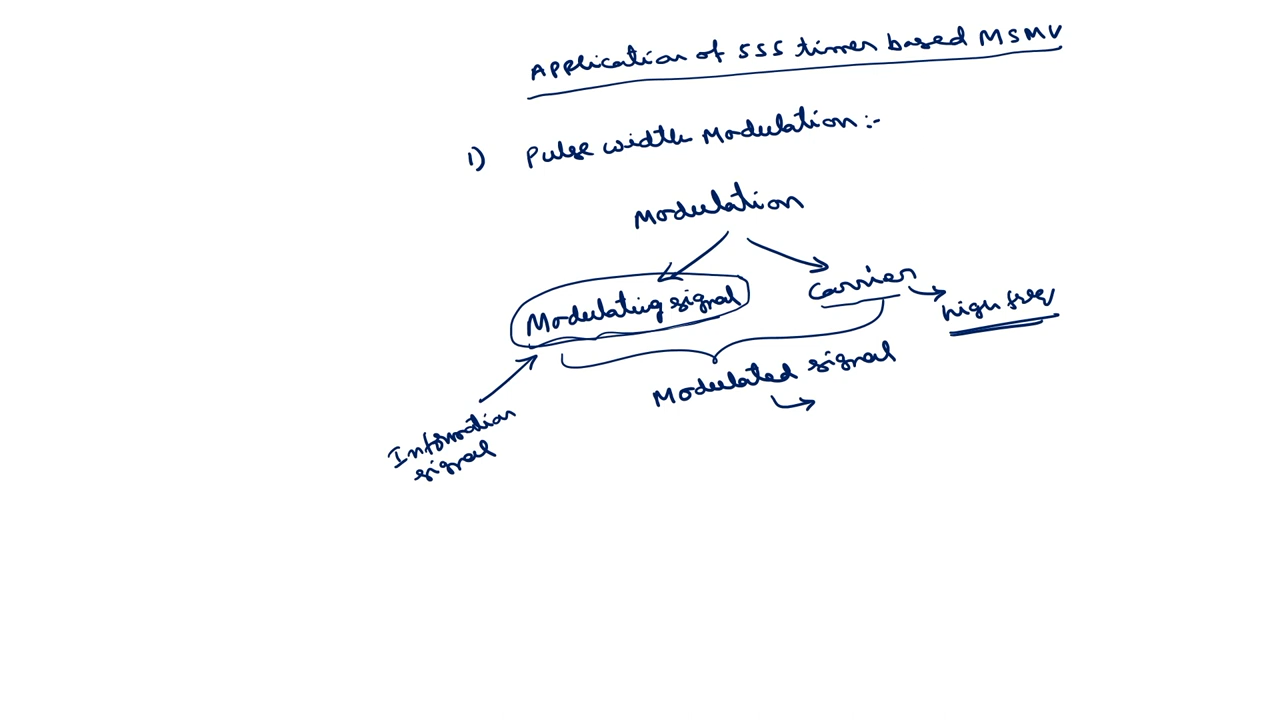 Application of 555 timer based MSMV
1) Pulse width Modulation:-
Modulation
Modulating signal
Carrier
high freq
Modulated signal
Information
signal